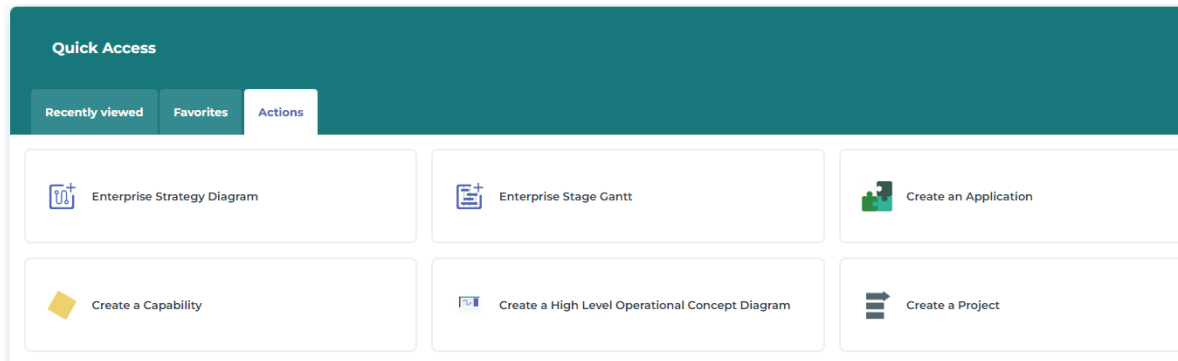 Quick Access
Recently viewed
Favorites
Actions
Enterprise Strategy Diagram
Enterprise Stage Gantt
Create an Application
Create a Capability
Create a High Level Operational Concept Diagram
Create a Project